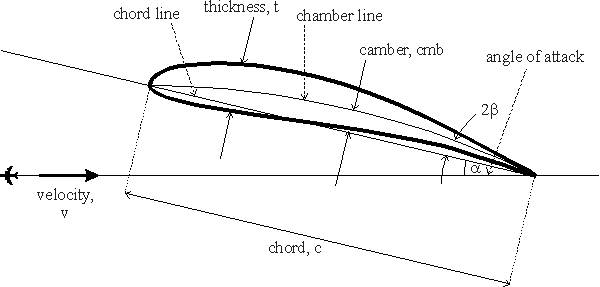 thickness, t
chord line
chamber line
camber, cmb
angle of attack
2β
α
velocity,
v
chord, c